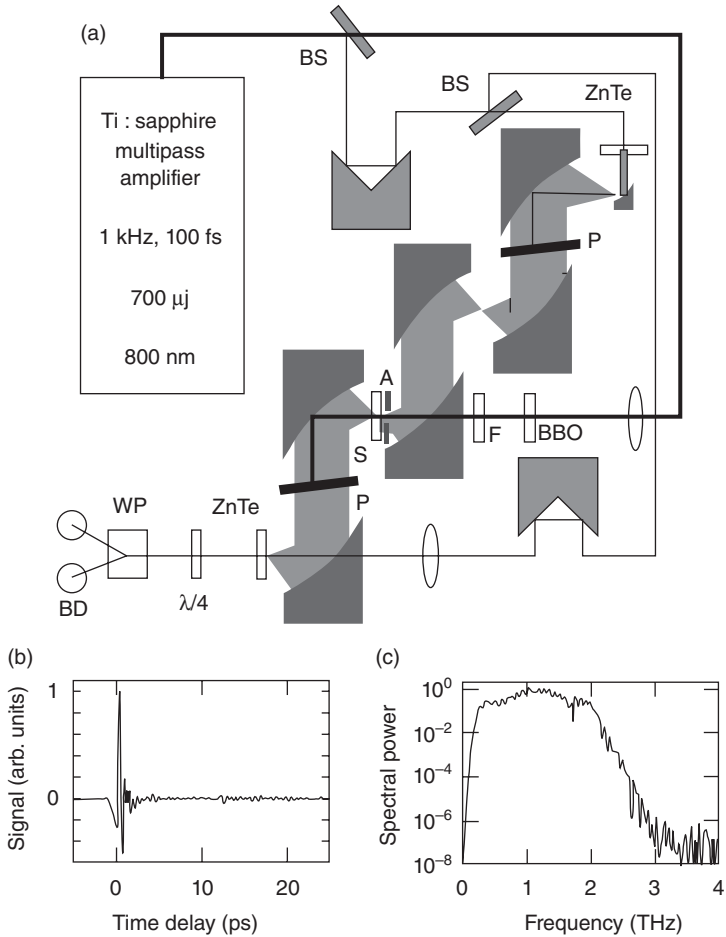 (a)
BS
BS
ZnTe
Ti : sapphire
multipass
amplifier
1 kHz, 100 fs
700 μj
800 nm
P
A
S
F
BBO
P
WP
ZnTe
BD
λ/4
(b)
1
0
Signal (arb. units)
0
10
20
Time delay (ps)
(c)
10⁰
10⁻²
10⁻⁴
10⁻⁶
10⁻⁸
Spectral power
0
1
2
3
4
Frequency (THz)